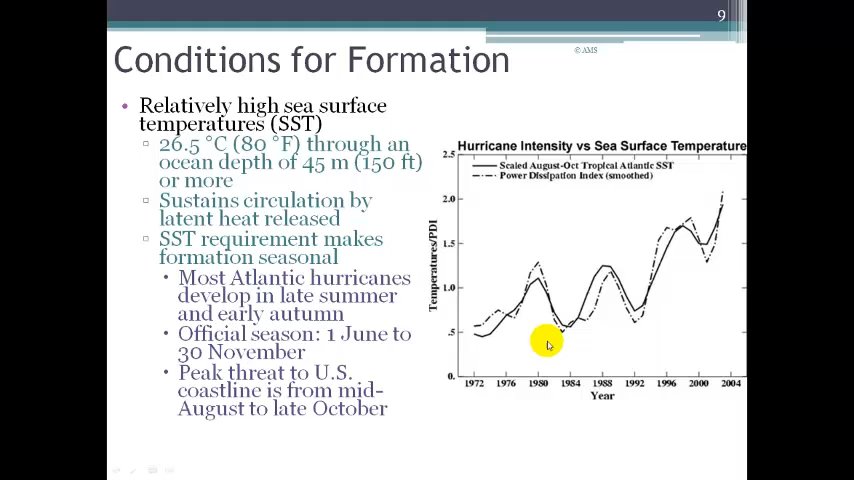 9
© AMS
Conditions for Formation
• Relatively high sea surface
temperatures (SST)
▫ 26.5 °C (80 °F) through an
ocean depth of 45 m (150 ft)
or more
▫ Sustains circulation by
latent heat released
▫ SST requirement makes
formation seasonal
▪ Most Atlantic hurricanes
develop in late summer
and early autumn
▪ Official season: 1 June to
30 November
▪ Peak threat to U.S.
coastline is from mid-
August to late October
Hurricane Intensity vs Sea Surface Temperature
Scaled August-Oct Tropical Atlantic SST
Power Dissipation Index (smoothed)
Temperatures/PDI
2.5
2.0
1.5
1.0
.5
0.
1972 1976 1980 1984 1988 1992 1996 2000 2004
Year